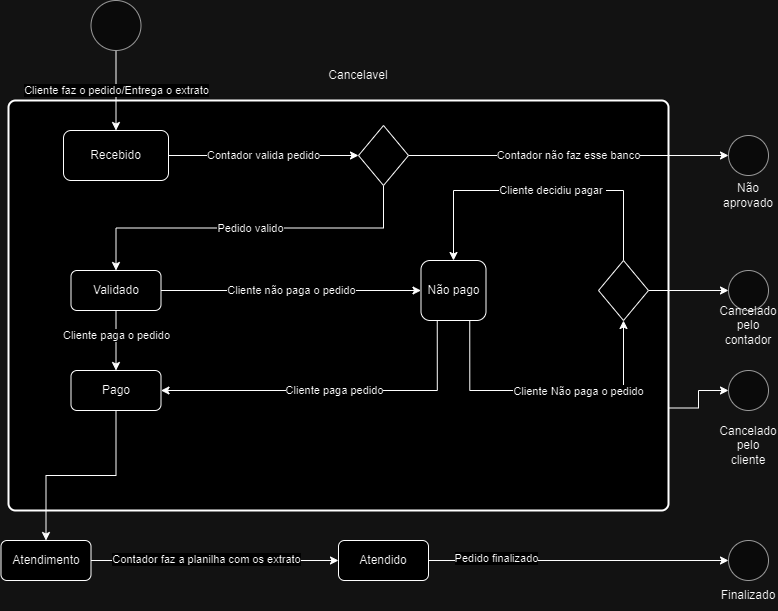 Cancelavel
Cliente faz o pedido/Entrega o extrato
Recebido
Contador valida pedido
Contador não faz esse banco
Não
aprovado
Cliente decidiu pagar
Pedido valido
Validado
Cliente não paga o pedido
Não pago
Cancelado
pelo
contador
Cliente paga o pedido
Pago
Cliente paga pedido
Cliente Não paga o pedido
Cancelado
pelo
cliente
Atendimento
Contador faz a planilha com os extrato
Atendido
Pedido finalizado
Finalizado